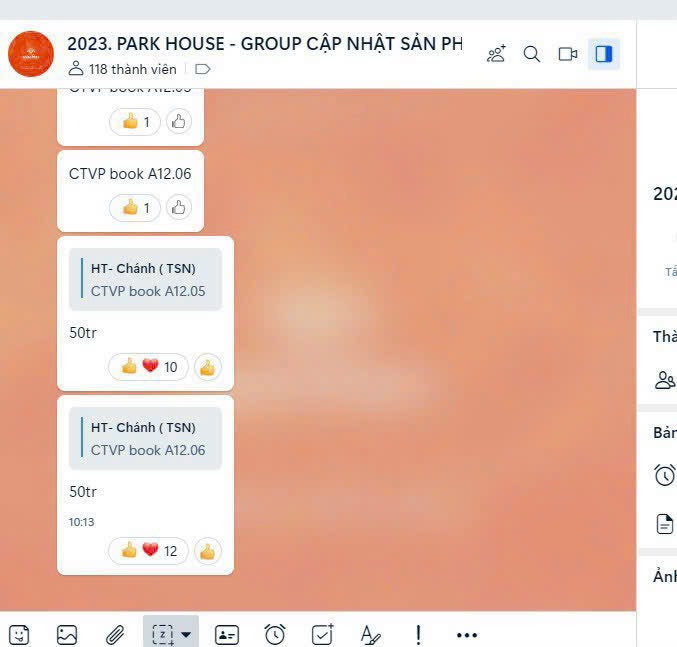 2023. PARK HOUSE - GROUP CẬP NHẬT SẢN PH
118 thành viên
CTVP book A12.05
1
CTVP book A12.06
1
HT- Chánh ( TSN)
CTVP book A12.05
50tr
10
HT- Chánh ( TSN)
CTVP book A12.06
50tr
10:13
12
202
Tấ
Thà
Bản
Ảnh